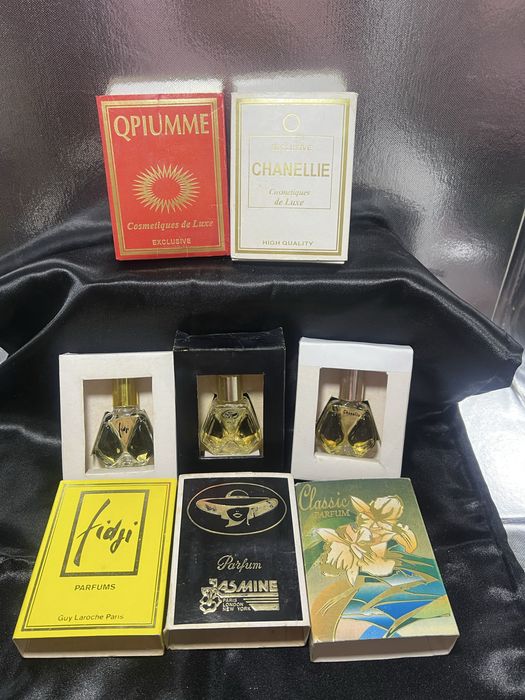 QPIUMME
Cosmetiques de Luxe
EXCLUSIVE
EXCLUSIVE
CHANELLIE
Cosmetiques
de Luxe
HIGH QUALITY
Fidji
Chanellie
fidji
PARFUMS
Guy Laroche Paris
Parfum
JASMINE
PARIS
LONDON
NEW YORK
Classic
PARFUM